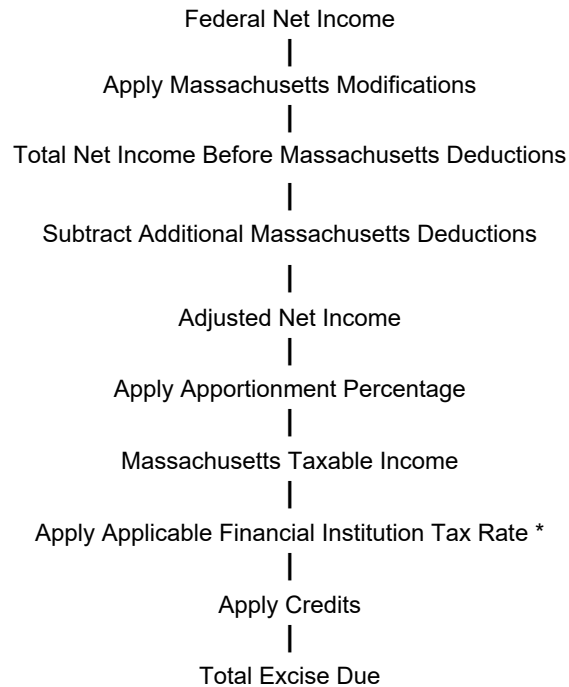 Federal Net Income
Apply Massachusetts Modifications
Total Net Income Before Massachusetts Deductions
Subtract Additional Massachusetts Deductions
Adjusted Net Income
Apply Apportionment Percentage
Massachusetts Taxable Income
Apply Applicable Financial Institution Tax Rate *
Apply Credits
Total Excise Due